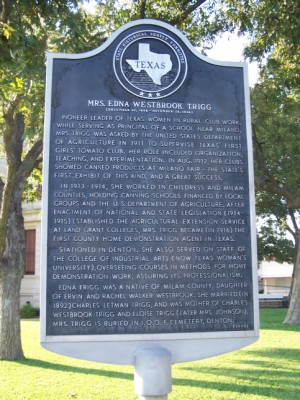 TEXAS HISTORICAL SURVEY COMMITTEE
TEXAS
MRS. EDNA WESTBROOK TRIGG
PIONEER LEADER OF TEXAS WOMEN IN RURAL CLUB WORK.
WHILE SERVING AS PRINCIPAL OF A SCHOOL NEAR MILANO,
MRS. TRIGG WAS ASKED BY THE UNITED STATES DEPARTMENT
OF AGRICULTURE IN 1911 TO SUPERVISE TEXAS' FIRST
GIRLS' TOMATO CLUB. HER ROLE INCLUDED ORGANIZATION,
TEACHING, AND EXPERIMENTATION. IN AUG. 1912, HER CLUBS
SHOWED CANNED PRODUCTS AT MILANO FAIR - THE STATE'S
FIRST EXHIBIT OF THIS KIND, AND A GREAT SUCCESS.
IN 1913 - 1914, SHE WORKED IN CHILDRESS AND MILAM
COUNTIES, HOLDING CANNING SCHOOLS FINANCED BY LOCAL
GROUPS AND THE U.S. DEPARTMENT OF AGRICULTURE. AFTER
ENACTMENT OF NATIONAL AND STATE LEGISLATION (1914-
1915) ESTABLISHED THE AGRICULTURAL EXTENSION SERVICE
AT LAND GRANT COLLEGES, MRS. TRIGG BECAME (IN 1916) THE
FIRST COUNTY HOME DEMONSTRATION AGENT IN TEXAS.
STATIONED IN DENTON, SHE ALSO SERVED ON STAFF OF
THE COLLEGE OF INDUSTRIAL ARTS (NOW TEXAS WOMAN'S
UNIVERSITY), OVERSEEING COURSES IN METHODS FOR HOME
DEMONSTRATION WORK, ASSURING ITS PROFESSIONALISM.
EDNA TRIGG WAS A NATIVE OF MILAM COUNTY, DAUGHTER
OF ERVIN AND RACHEL WALKER WESTBROOK. SHE MARRIED (IN
1892) CHARLES LETMAN TRIGG, AND WAS MOTHER OF CHARLES
WESTBROOK TRIGG AND ELOISE TRIGG (LATER MRS. JOHNSON).
MRS. TRIGG IS BURIED IN I.O.O.F. CEMETERY, DENTON.